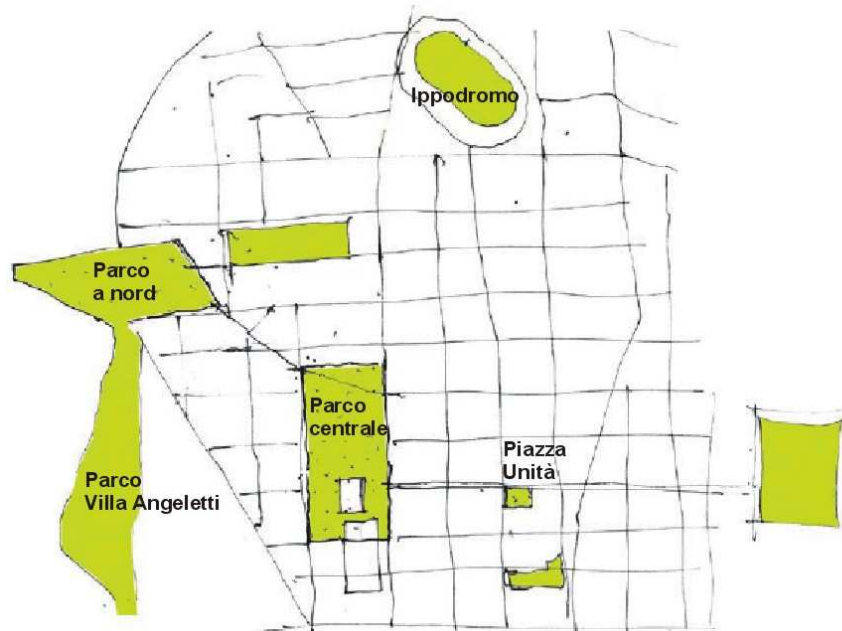 Ippodromo
Parco
a nord
Parco
centrale
Piazza
Unità
Parco
Villa Angeletti